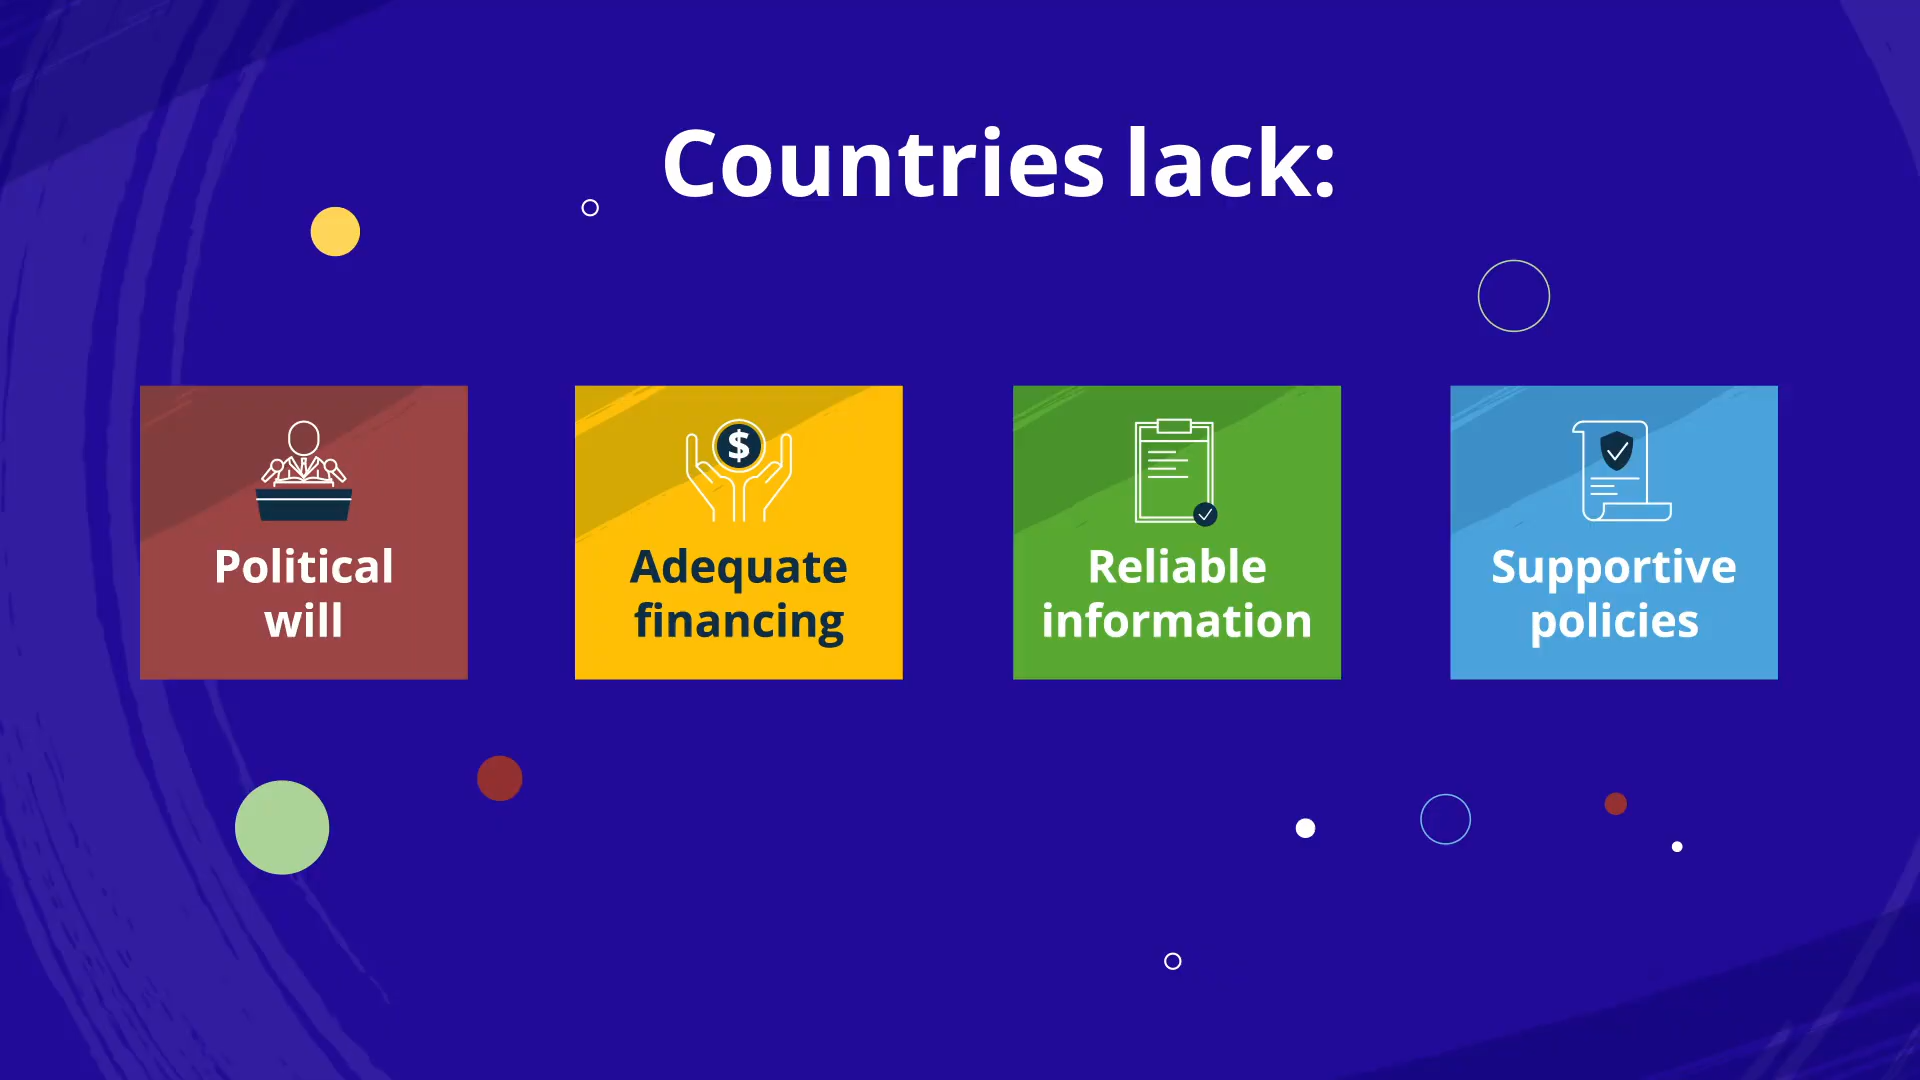 Countries lack:
Political
will
$
Adequate
financing
Reliable
information
Supportive
policies